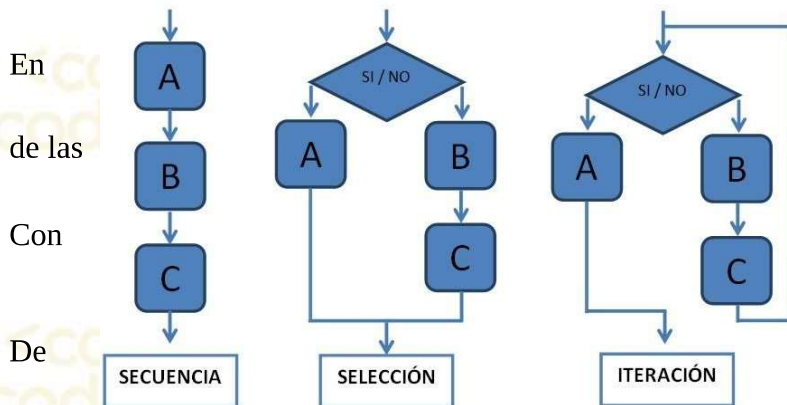 En
de las
Con
De
A
B
C
SECUENCIA
SI / NO
A
B
C
SELECCIÓN
SI / NO
A
B
C
ITERACIÓN